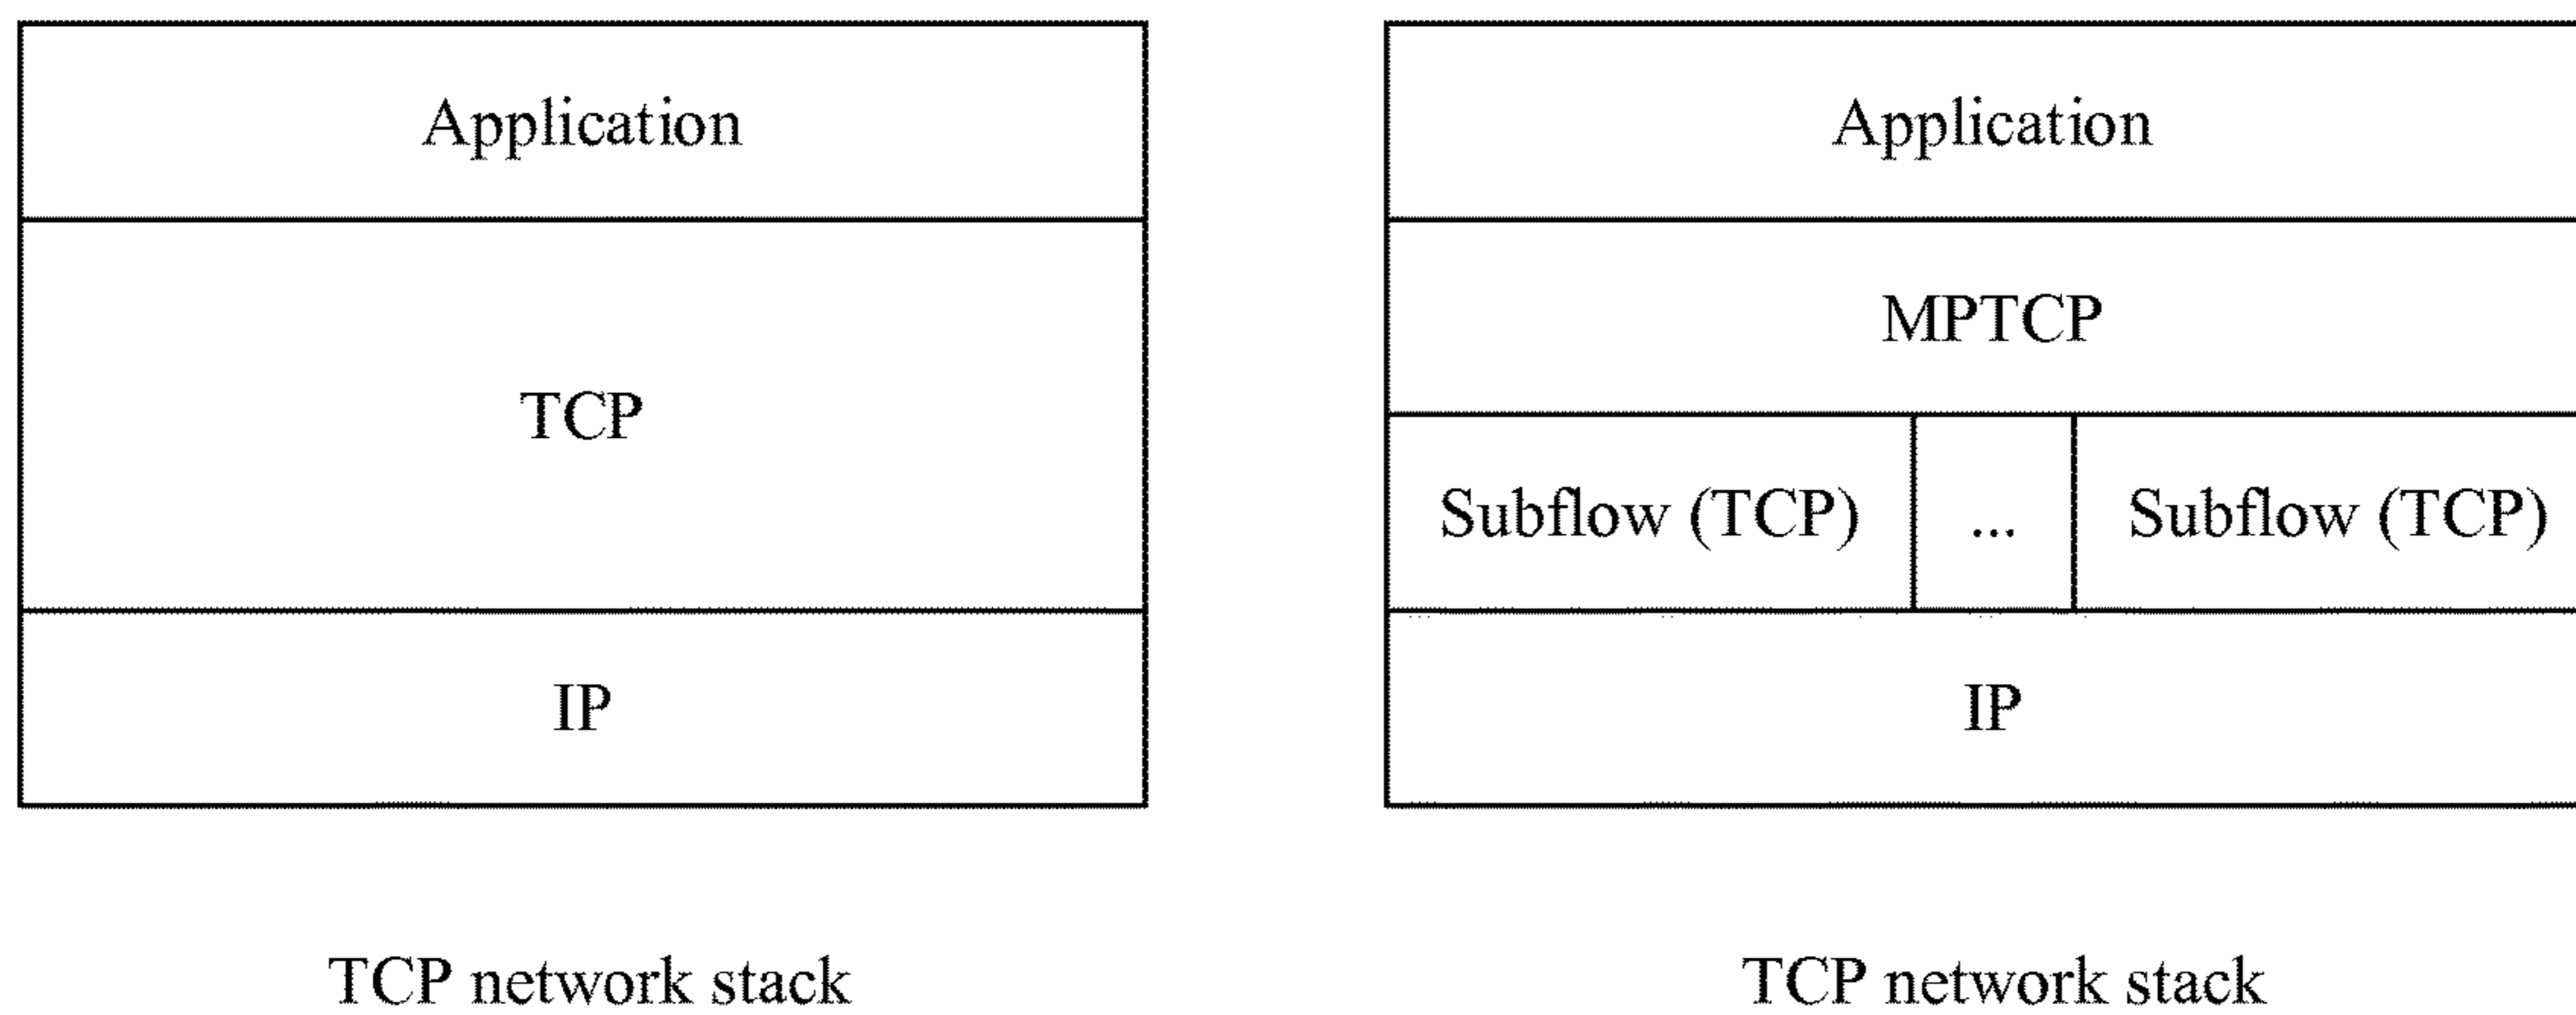 Application
TCP
IP
TCP network stack
Application
MPTCP
Subflow (TCP) ... Subflow (TCP)
IP
TCP network stack